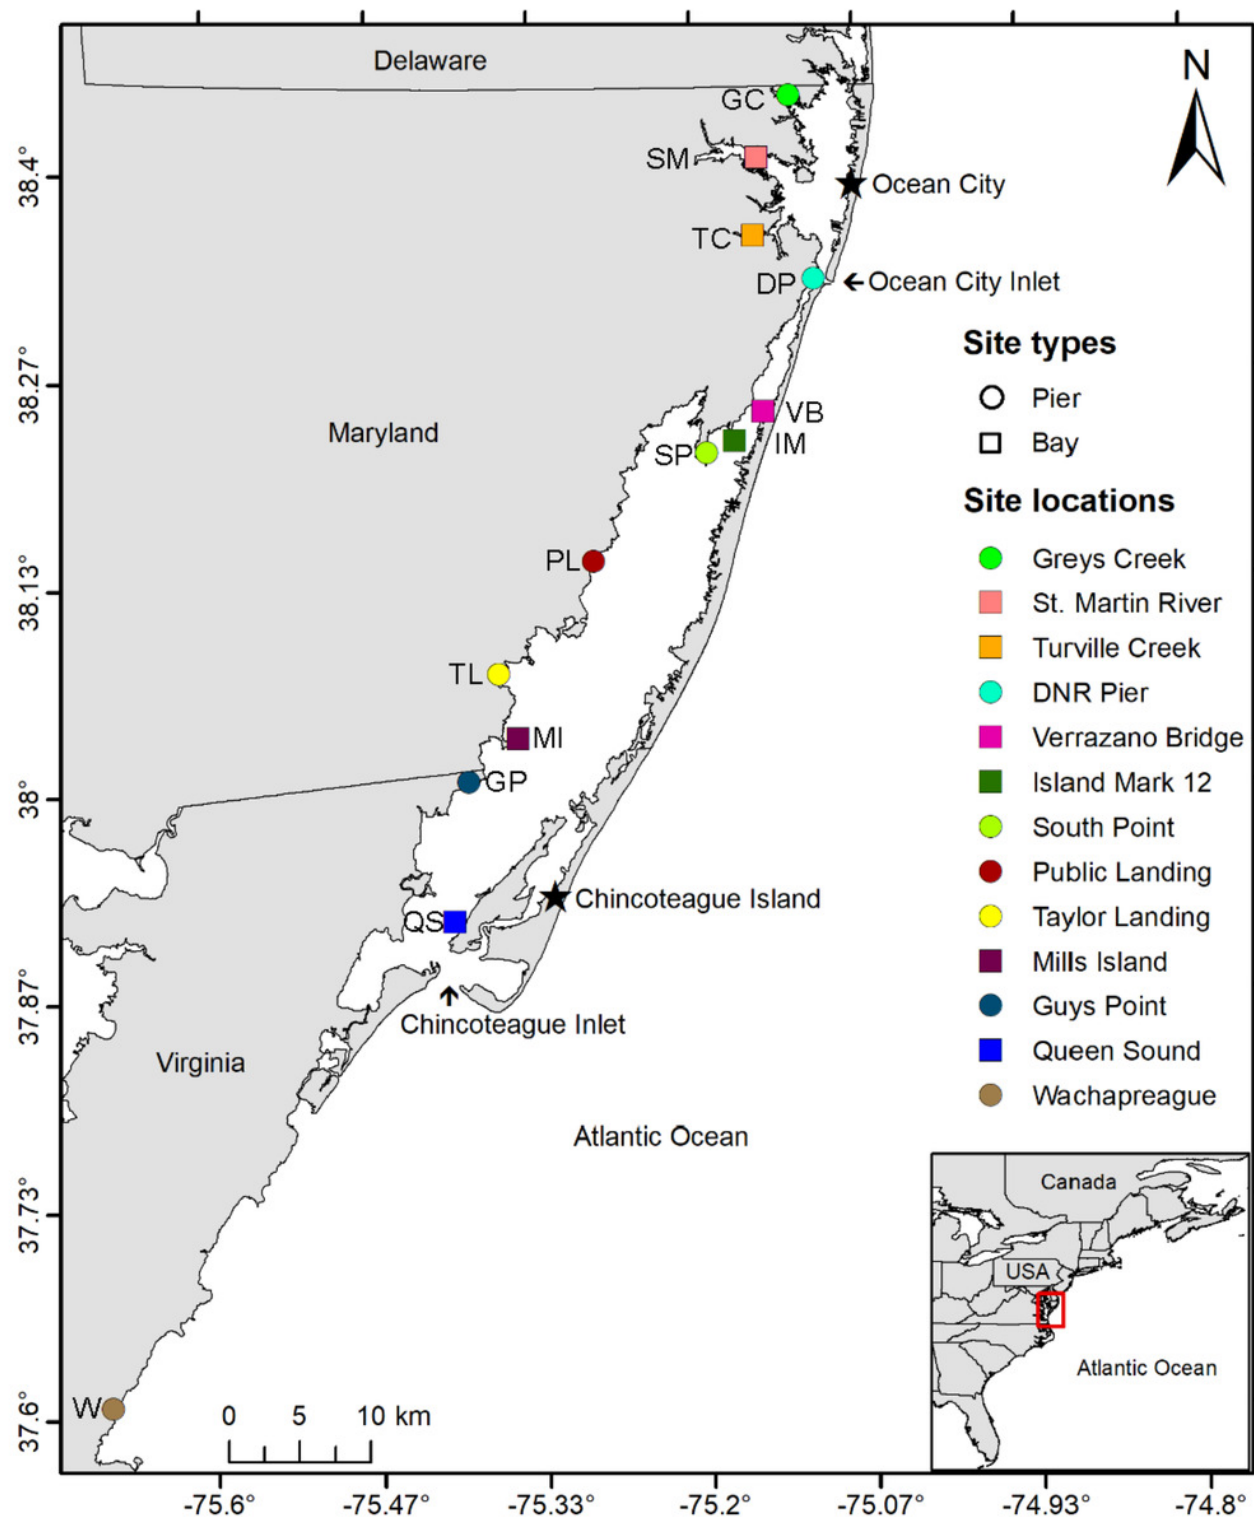 Delaware
N
GC
SM
38.4°
Ocean City
TC
DP
Ocean City Inlet
Site types
38.27°
Pier
VB
Maryland
IM
Bay
SP
Site locations
PL
Greys Creek
38.13°
St. Martin River
Turville Creek
TL
DNR Pier
MI
Verrazano Bridge
GP
Island Mark 12
38°
South Point
Public Landing
Chincoteague Island
QS
Taylor Landing
Mills Island
37.87°
Guys Point
Chincoteague Inlet
Queen Sound
Virginia
Wachapreague
Atlantic Ocean
Canada
37.73°
USA
Atlantic Ocean
W
37.6°
0 5 10 km
-75.6° -75.47° -75.33° -75.2° -75.07° -74.93° -74.8°